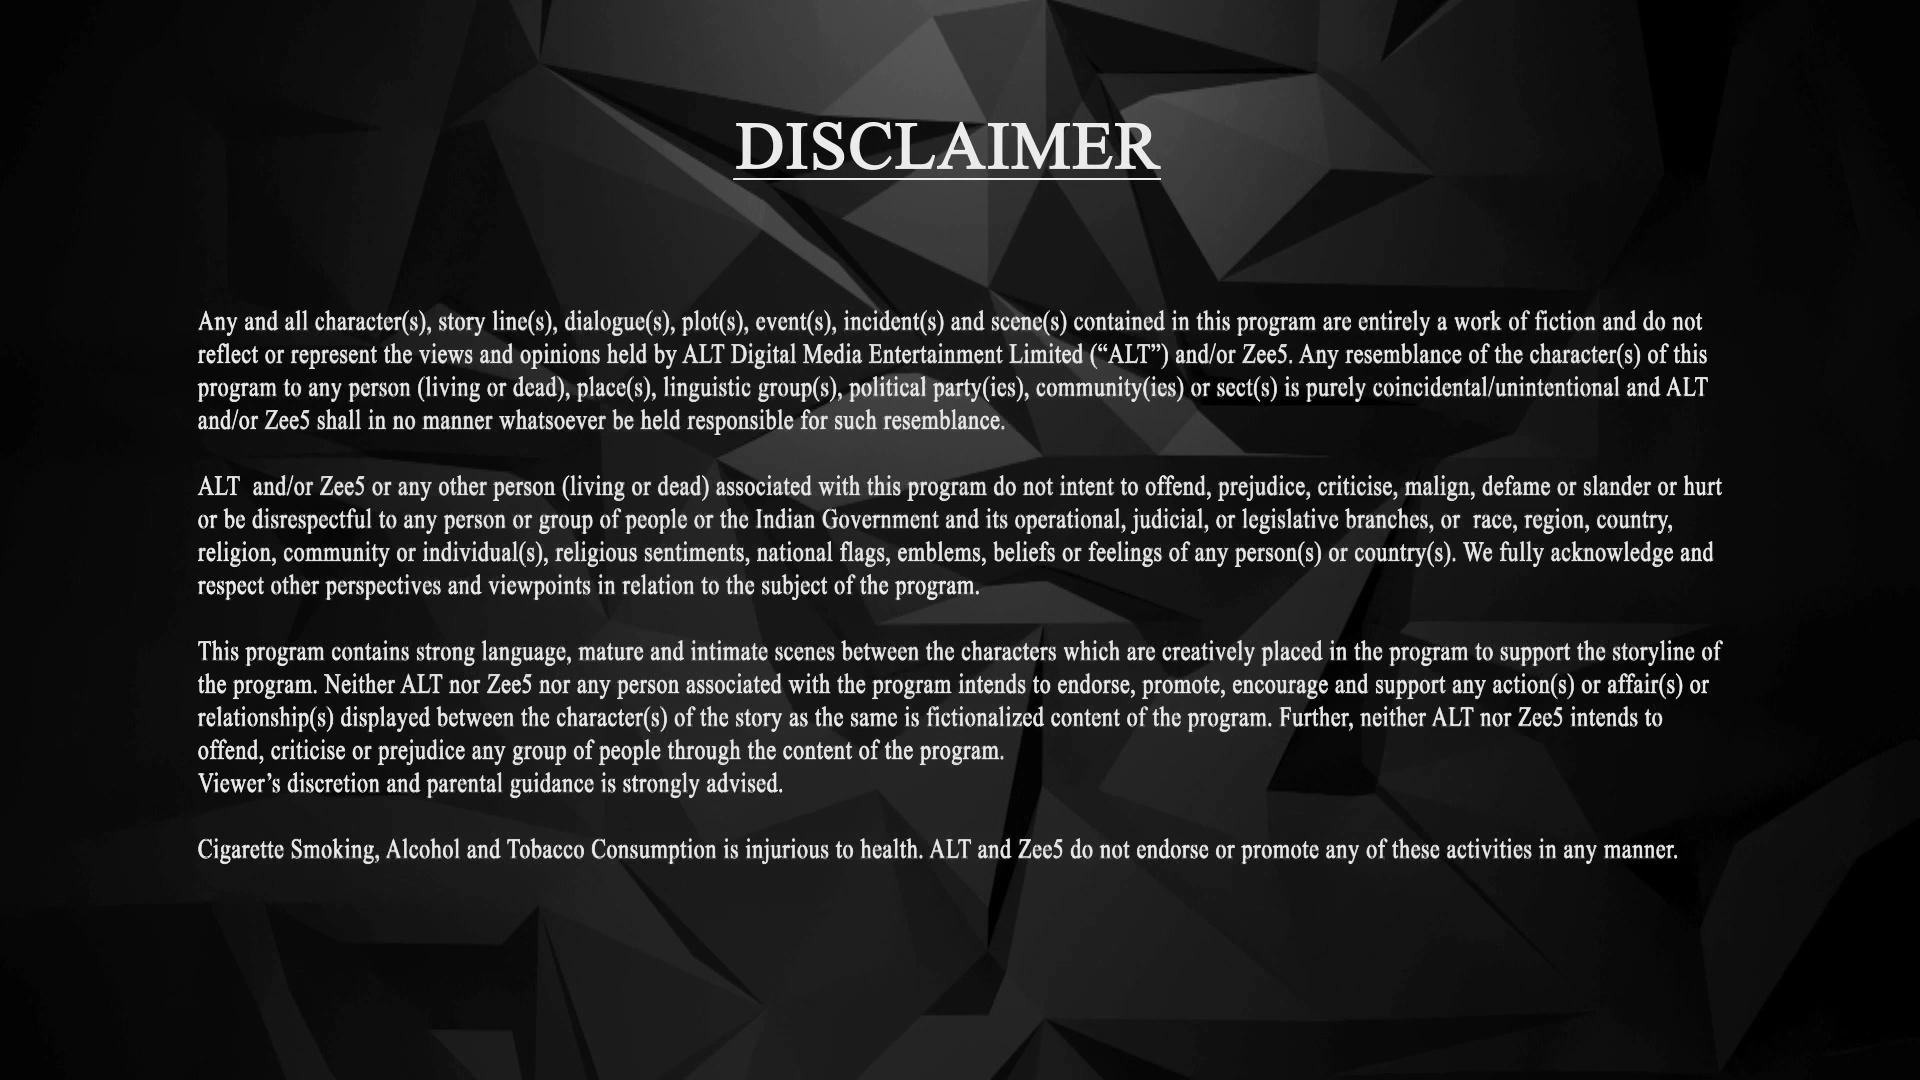 DISCLAIMER
Any and all character(s), story line(s), dialogue(s), plot(s), event(s), incident(s) and scene(s) contained in this program are entirely a work of fiction and do not
reflect or represent the views and opinions held by ALT Digital Media Entertainment Limited (“ALT”) and/or Zee5. Any resemblance of the character(s) of this
program to any person (living or dead), place(s), linguistic group(s), political party(ies), community(ies) or sect(s) is purely coincidental/unintentional and ALT
and/or Zee5 shall in no manner whatsoever be held responsible for such resemblance.
ALT  and/or Zee5 or any other person (living or dead) associated with this program do not intent to offend, prejudice, criticise, malign, defame or slander or hurt
or be disrespectful to any person or group of people or the Indian Government and its operational, judicial, or legislative branches, or  race, region, country,
religion, community or individual(s), religious sentiments, national flags, emblems, beliefs or feelings of any person(s) or country(s). We fully acknowledge and
respect other perspectives and viewpoints in relation to the subject of the program.
This program contains strong language, mature and intimate scenes between the characters which are creatively placed in the program to support the storyline of
the program. Neither ALT nor Zee5 nor any person associated with the program intends to endorse, promote, encourage and support any action(s) or affair(s) or
relationship(s) displayed between the character(s) of the story as the same is fictionalized content of the program. Further, neither ALT nor Zee5 intends to
offend, criticise or prejudice any group of people through the content of the program.
Viewer’s discretion and parental guidance is strongly advised.
Cigarette Smoking, Alcohol and Tobacco Consumption is injurious to health. ALT and Zee5 do not endorse or promote any of these activities in any manner.